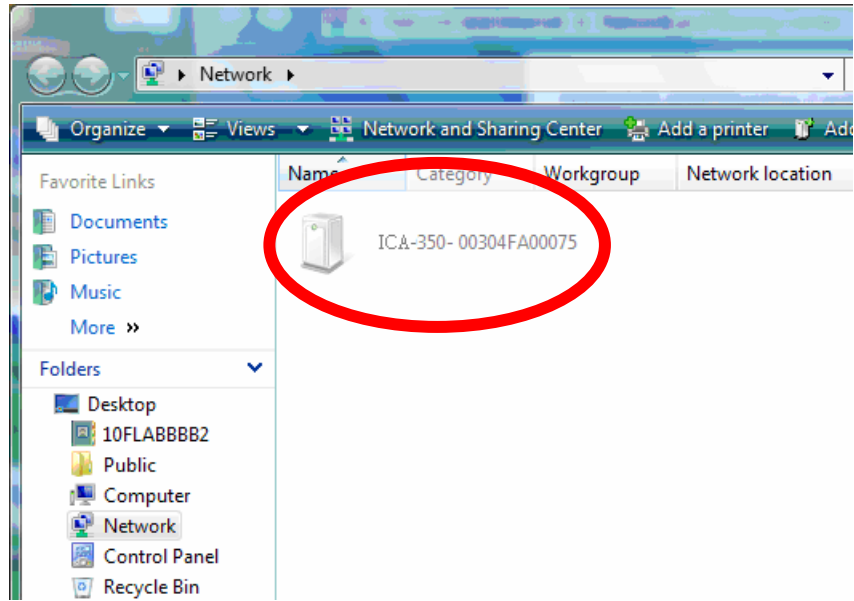 Network
Organize Views Network and Sharing Center Add a printer Add
Favorite Links Name Category Workgroup Network location
Documents
ICA-350-00304FA00075
Pictures
Music
More »
Folders
Desktop
10FLABBBB2
Public
Computer
Network
Control Panel
Recycle Bin